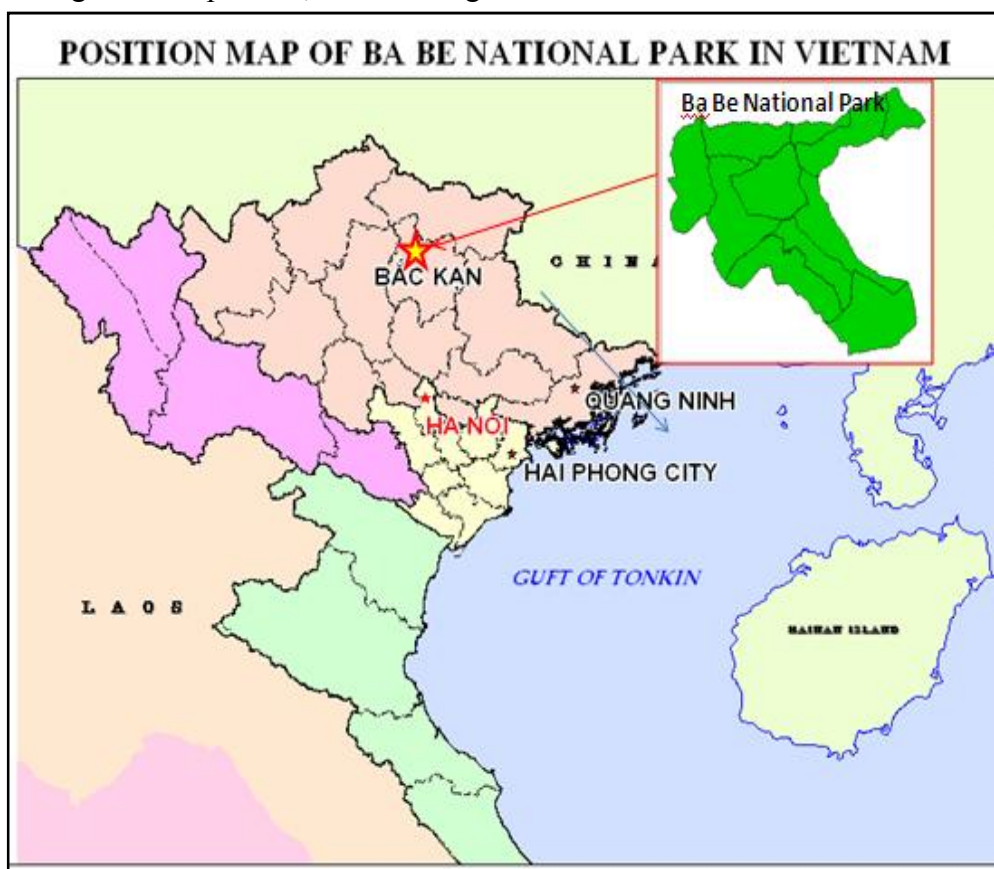 POSITION MAP OF BA BE NATIONAL PARK IN VIETNAM
Ba Be National Park
CHINA
BAC KAN
QUANG NINH
HA NOI
HAI PHONG CITY
GUFT OF TONKIN
LAOS
HAINAN ISLAND